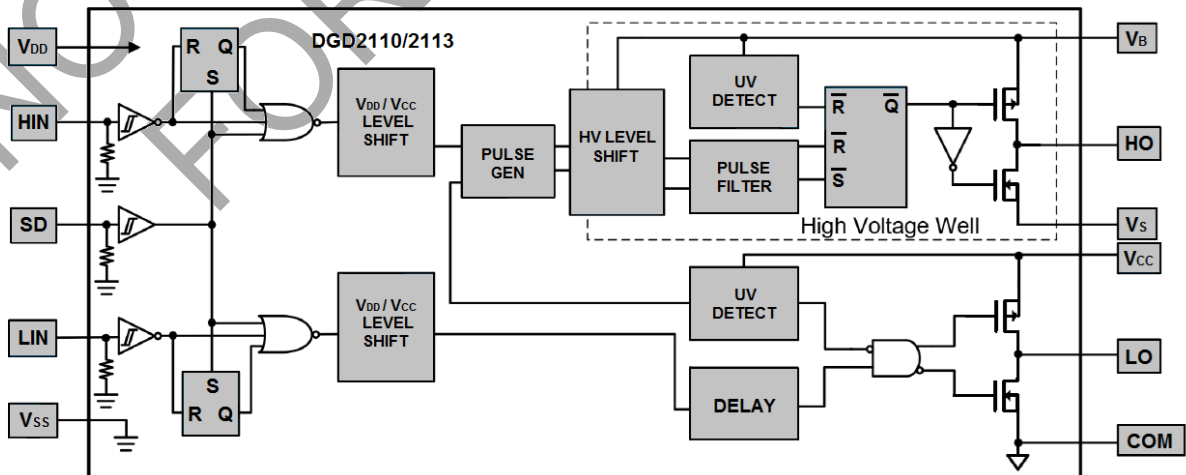 DGD2110/2113
VDD
HIN
SD
LIN
VSS
R Q
S
VDD / VCC
LEVEL
SHIFT
PULSE
GEN
HV LEVEL
SHIFT
UV
DETECT
PULSE
FILTER
R Q
R
S
High Voltage Well
VB
HO
VS
VCC
VDD / VCC
LEVEL
SHIFT
S
R Q
UV
DETECT
DELAY
LO
COM